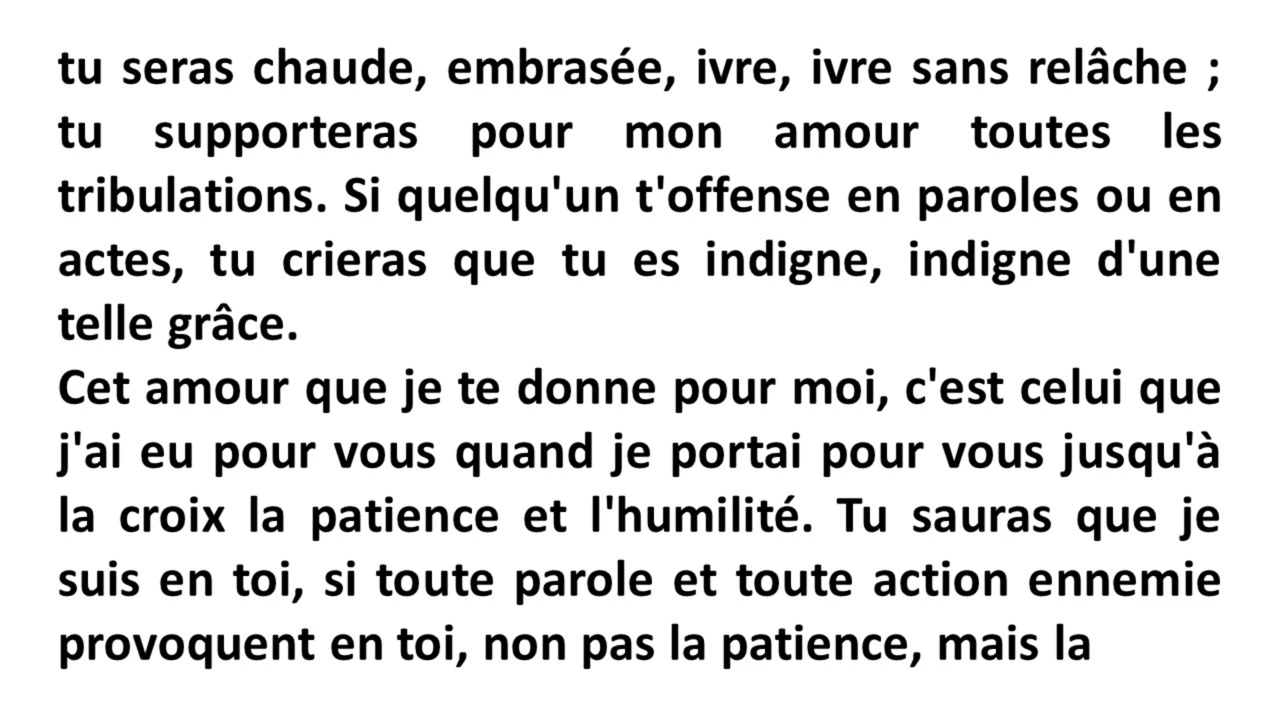 tu seras chaude, embrasée, ivre, ivre sans relâche ;
tu supporteras pour mon amour toutes les
tribulations. Si quelqu'un t'offense en paroles ou en
actes, tu crieras que tu es indigne, indigne d'une
telle grâce.
Cet amour que je te donne pour moi, c'est celui que
j'ai eu pour vous quand je portai pour vous jusqu'à
la croix la patience et l'humilité. Tu sauras que je
suis en toi, si toute parole et toute action ennemie
provoquent en toi, non pas la patience, mais la